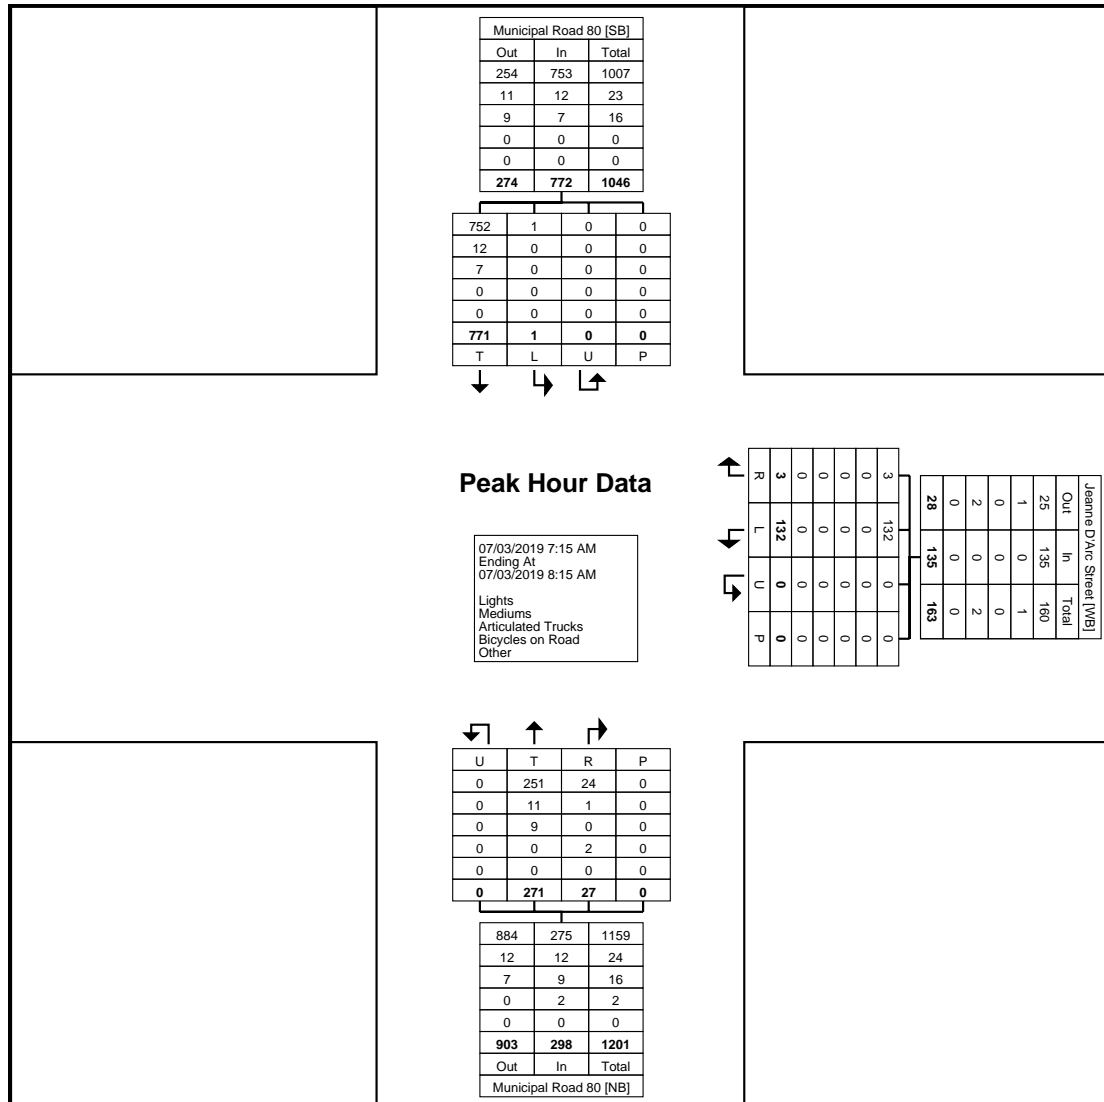 Municipal Road 80 [SB]
Out In Total
254 753 1007
11 12 23
9 7 16
0 0 0
0 0 0
274 772 1046
752 1 0 0
12 0 0 0
7 0 0 0
0 0 0 0
0 0 0 0
771 1 0 0
T L U P
Peak Hour Data
07/03/2019 7:15 AM
Ending At
07/03/2019 8:15 AM
Lights
Mediums
Articulated Trucks
Bicycles on Road
Other
Jeanne D'Arc Street [WB]
Out In Total
25 135 160
1 0 1
0 0 0
2 0 2
0 0 0
28 135 163
3 132 0 0
0 0 0 0
0 0 0 0
0 0 0 0
0 0 0 0
3 132 0 0
R L U P
U T R P
0 251 24 0
0 11 1 0
0 9 0 0
0 0 2 0
0 0 0 0
0 271 27 0
884 275 1159
12 12 24
7 9 16
0 2 2
0 0 0
903 298 1201
Out In Total
Municipal Road 80 [NB]